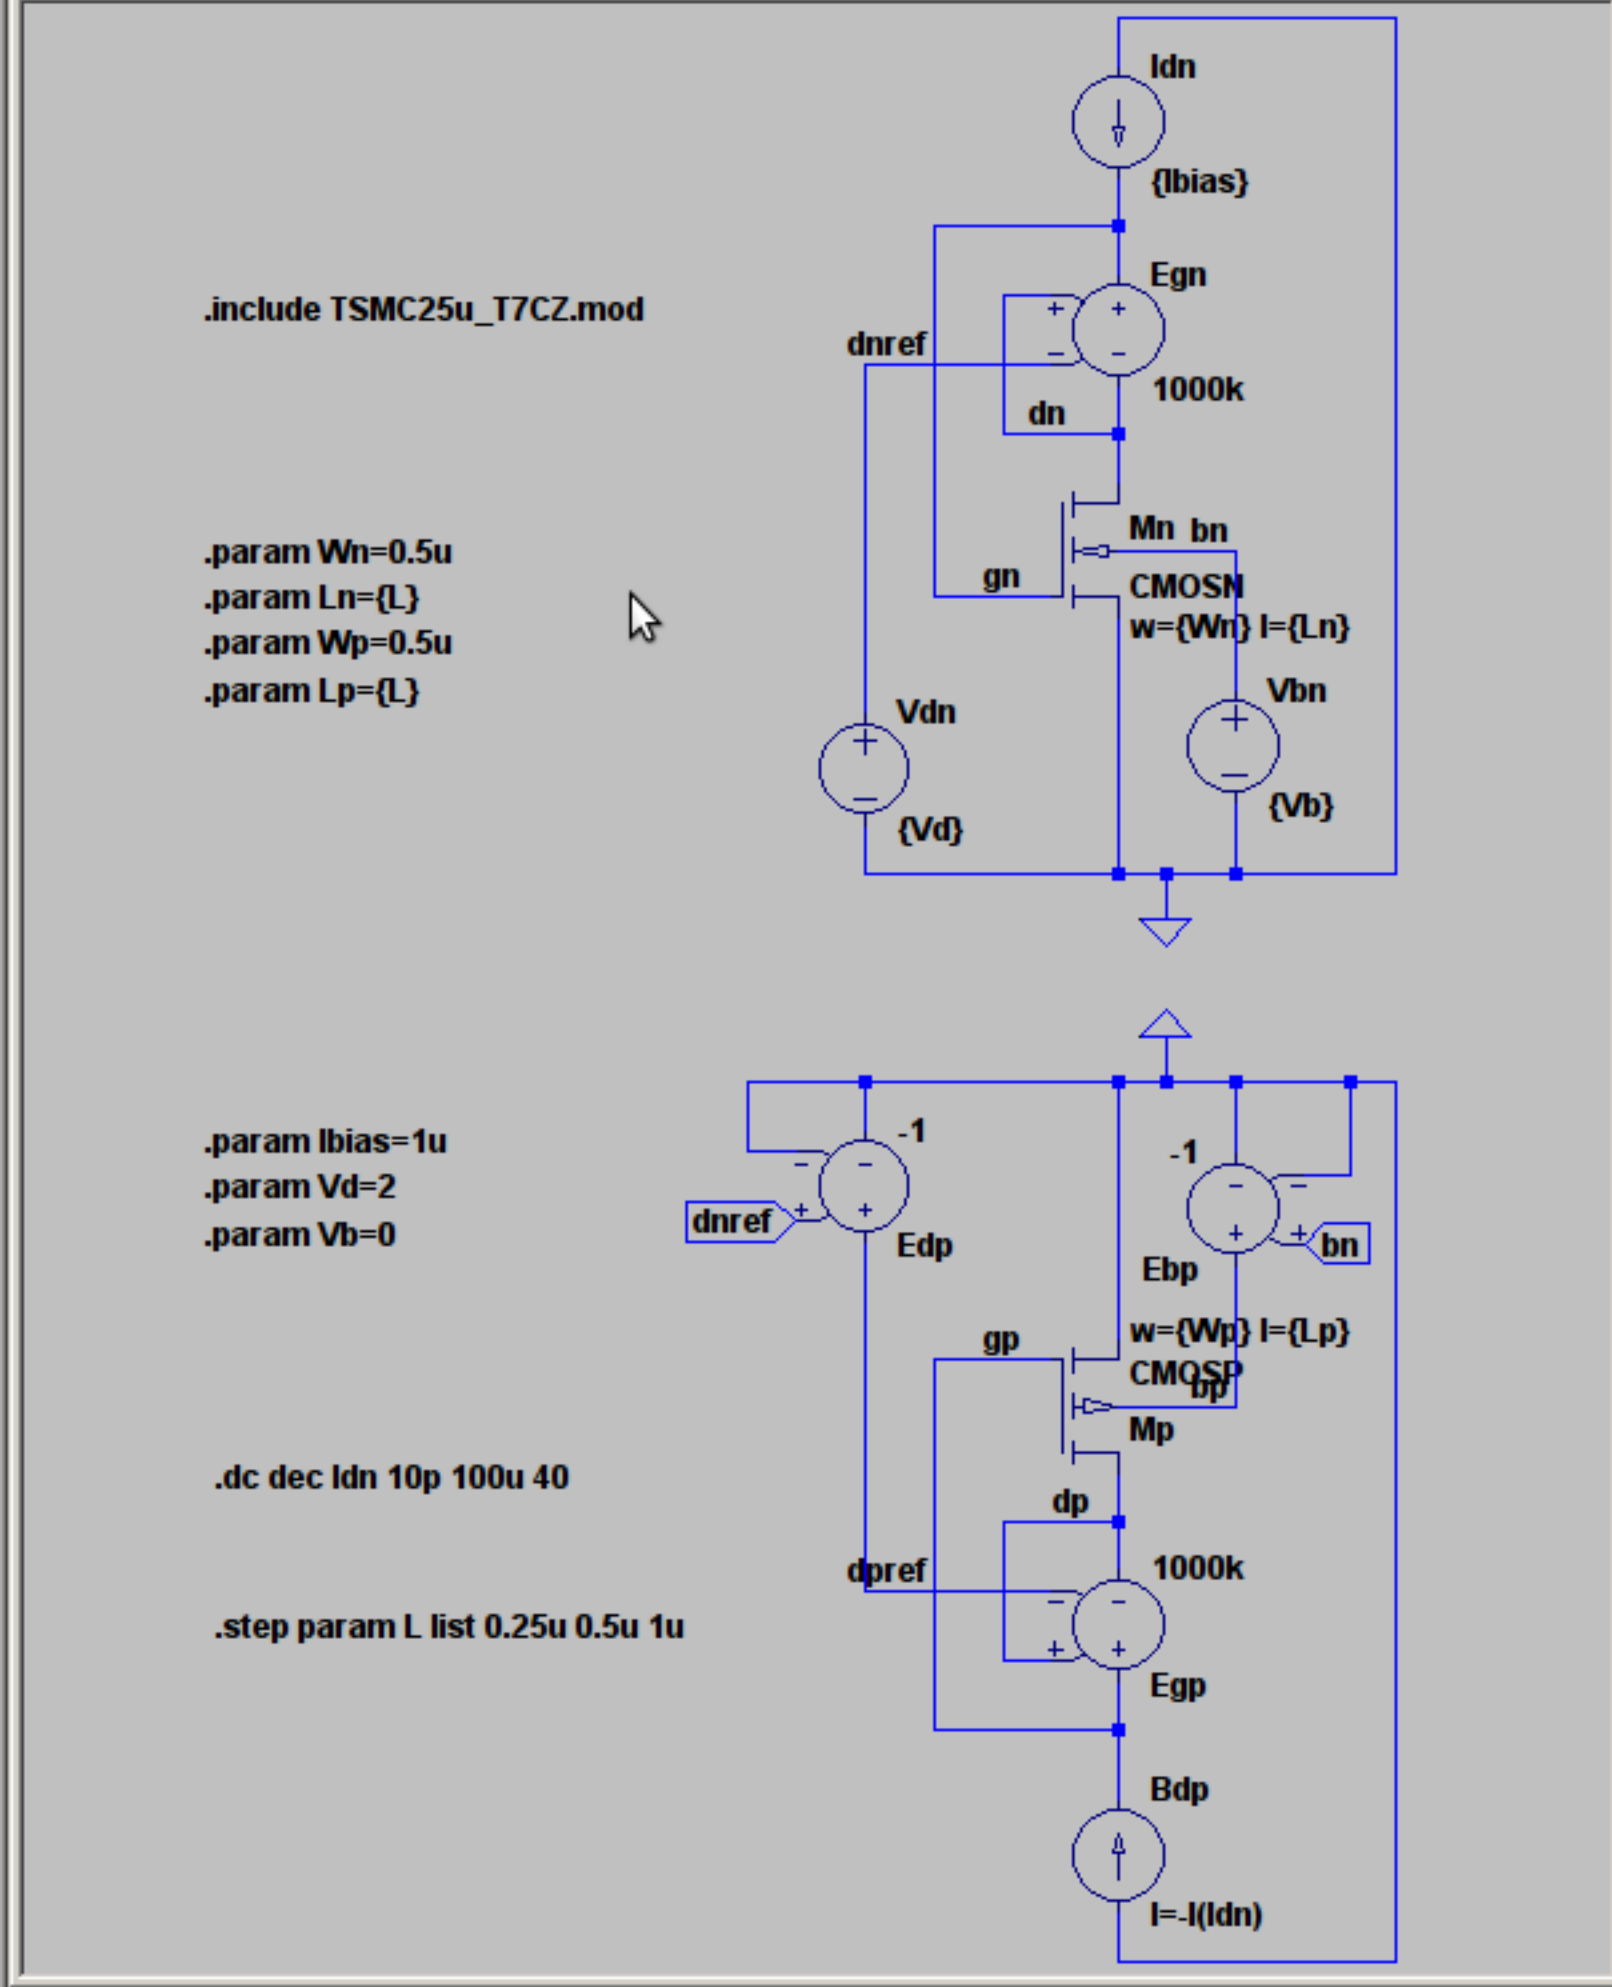 Idn
{Ibias}
Egn
.include TSMC25u_T7CZ.mod
+
+
dnref
−
−
1000k
dn
Mn
bn
.param Wn=0.5u
gn
CMOSN
.param Ln={L}
w={Wn} l={Ln}
.param Wp=0.5u
.param Lp={L}
Vbn
Vdn
+
+
−
−
{Vb}
{Vd}
-1
.param Ibias=1u
-1
−
−
.param Vd=2
−
−
dnref
+
+
.param Vb=0
Edp
+
+
bn
Ebp
gp
w={Wp} l={Lp}
CMOSP
bp
Mp
.dc dec Idn 10p 100u 40
dp
dpref
1000k
−
−
.step param L list 0.25u 0.5u 1u
+
+
Egp
Bdp
I=-I(Idn)